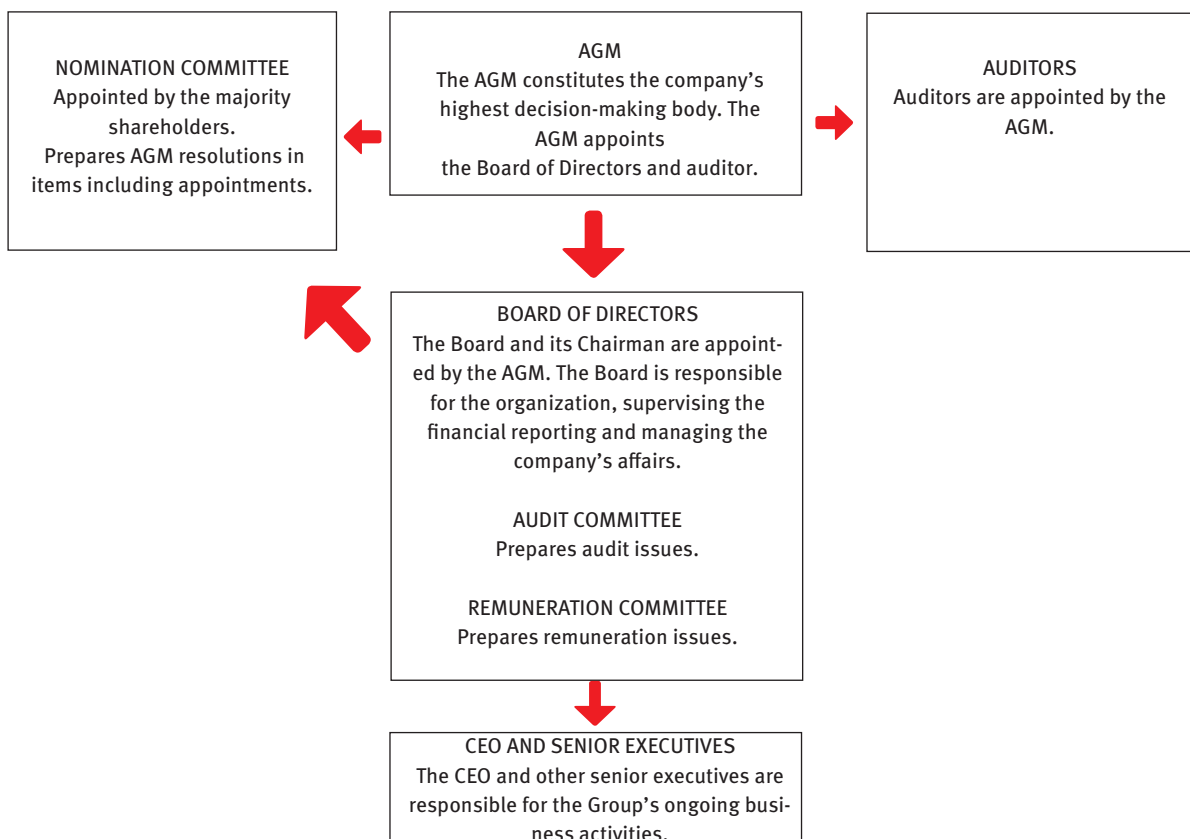 NOMINATION COMMITTEE
Appointed by the majority
shareholders.
Prepares AGM resolutions in
items including appointments.
AGM
The AGM constitutes the company’s
highest decision-making body. The
AGM appoints
the Board of Directors and auditor.
AUDITORS
Auditors are appointed by the
AGM.
BOARD OF DIRECTORS
The Board and its Chairman are appoint-
ed by the AGM. The Board is responsible
for the organization, supervising the
financial reporting and managing the
company’s affairs.
AUDIT COMMITTEE
Prepares audit issues.
REMUNERATION COMMITTEE
Prepares remuneration issues.
CEO AND SENIOR EXECUTIVES
The CEO and other senior executives are
responsible for the Group’s ongoing busi-
ness activities.